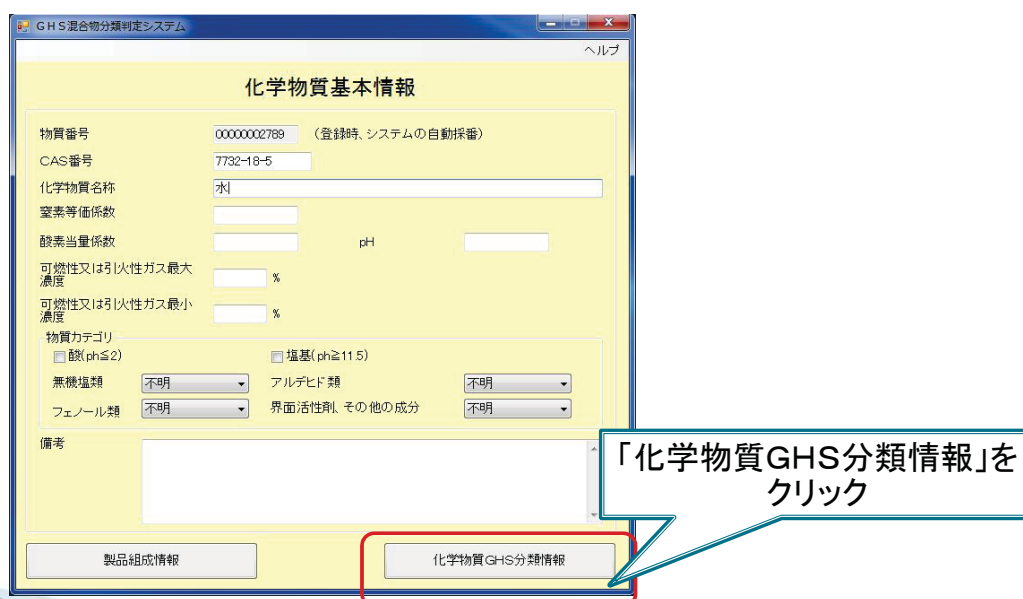 GHS混合物分類判定システム
ヘルプ
化学物質基本情報
物質番号 00000002789 (登録時、システムの自動採番)
CAS番号 7732-18-5
化学物質名称 水
窒素等価係数
酸素当量係数 pH
可燃性又は引火性ガス最大
濃度 %
可燃性又は引火性ガス最小
濃度 %
物質カテゴリ
酸(ph≦2) 塩基(ph≧11.5)
無機塩類 不明 アルデヒド類 不明
フェノール類 不明 界面活性剤、その他の成分 不明
備考
「化学物質GHS分類情報」を
クリック
製品組成情報 化学物質GHS分類情報